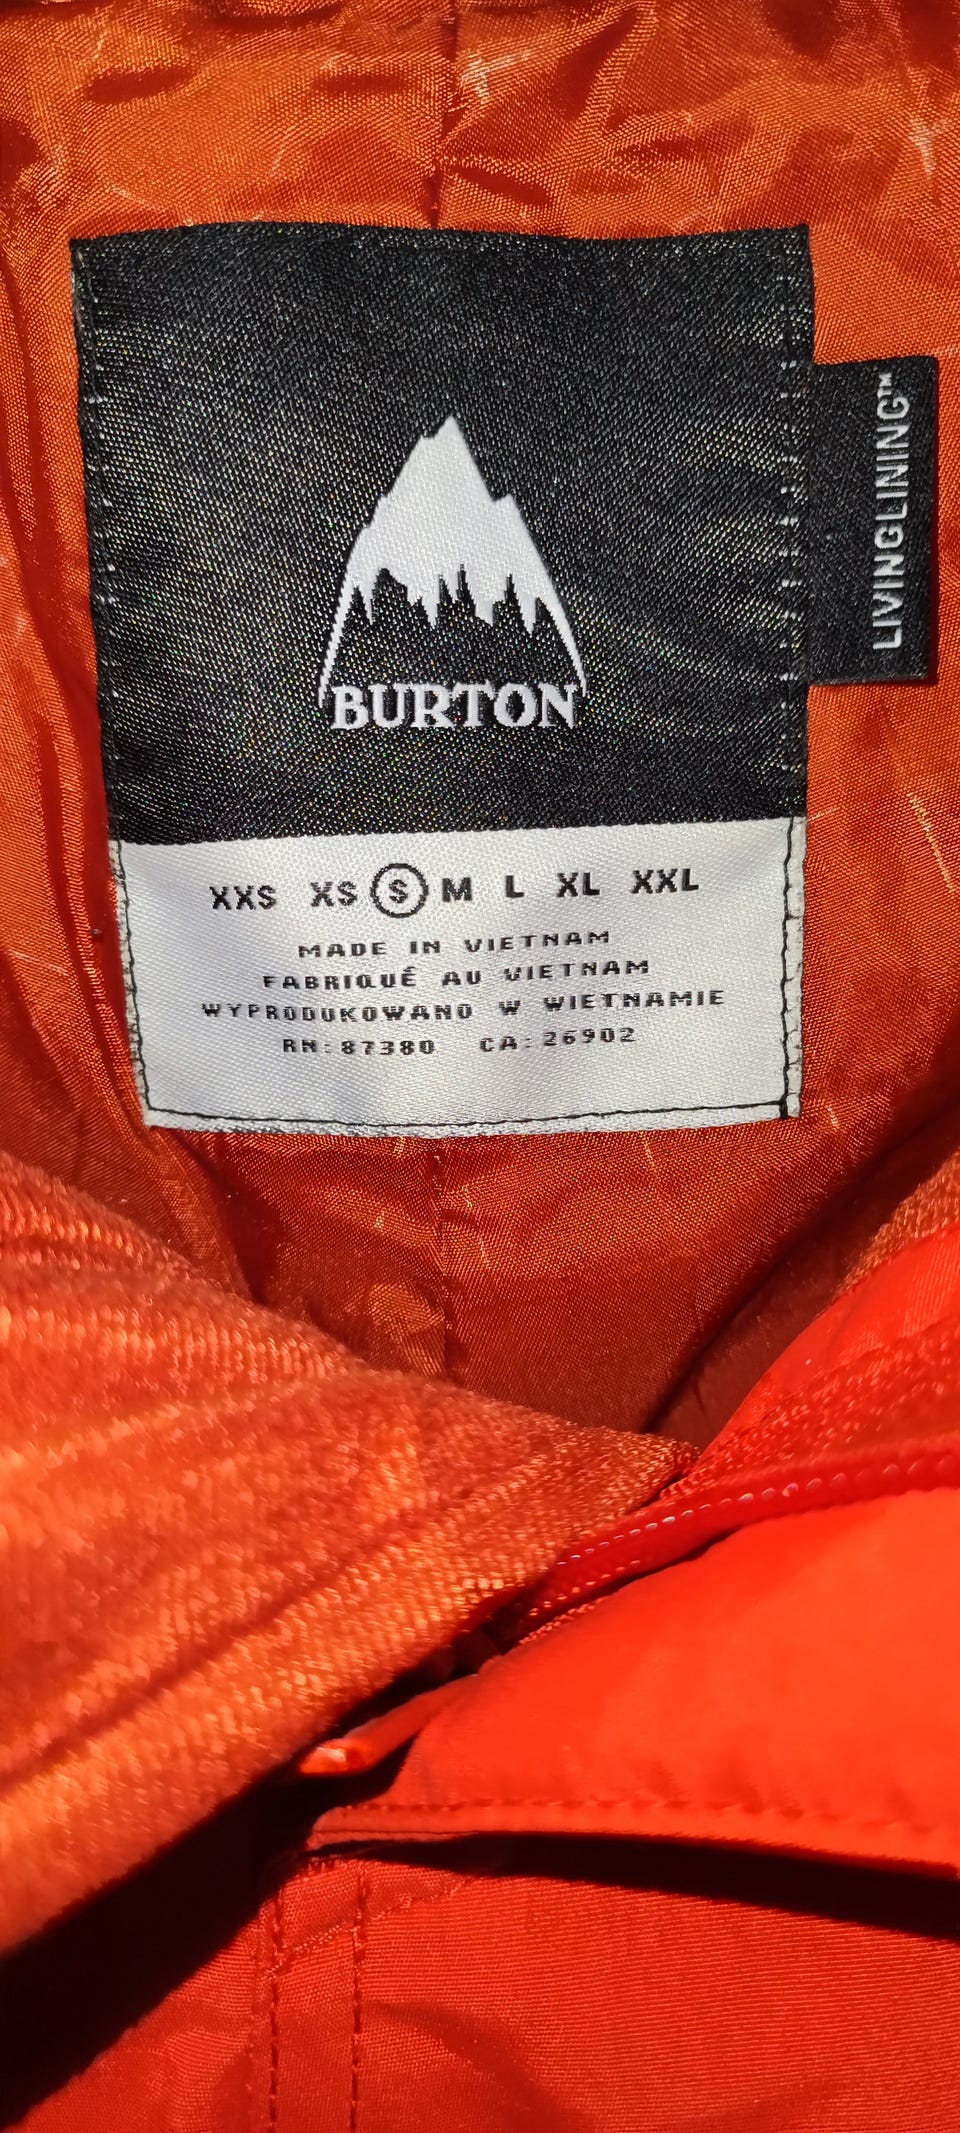 BURTON
LIVINGLINING™
XXS XS S M L XL XXL
MADE IN VIETNAM
FABRIQUÉ AU VIETNAM
WYPRODUKOWANO W WIETNAMIE
RN: 87380 CA: 26902